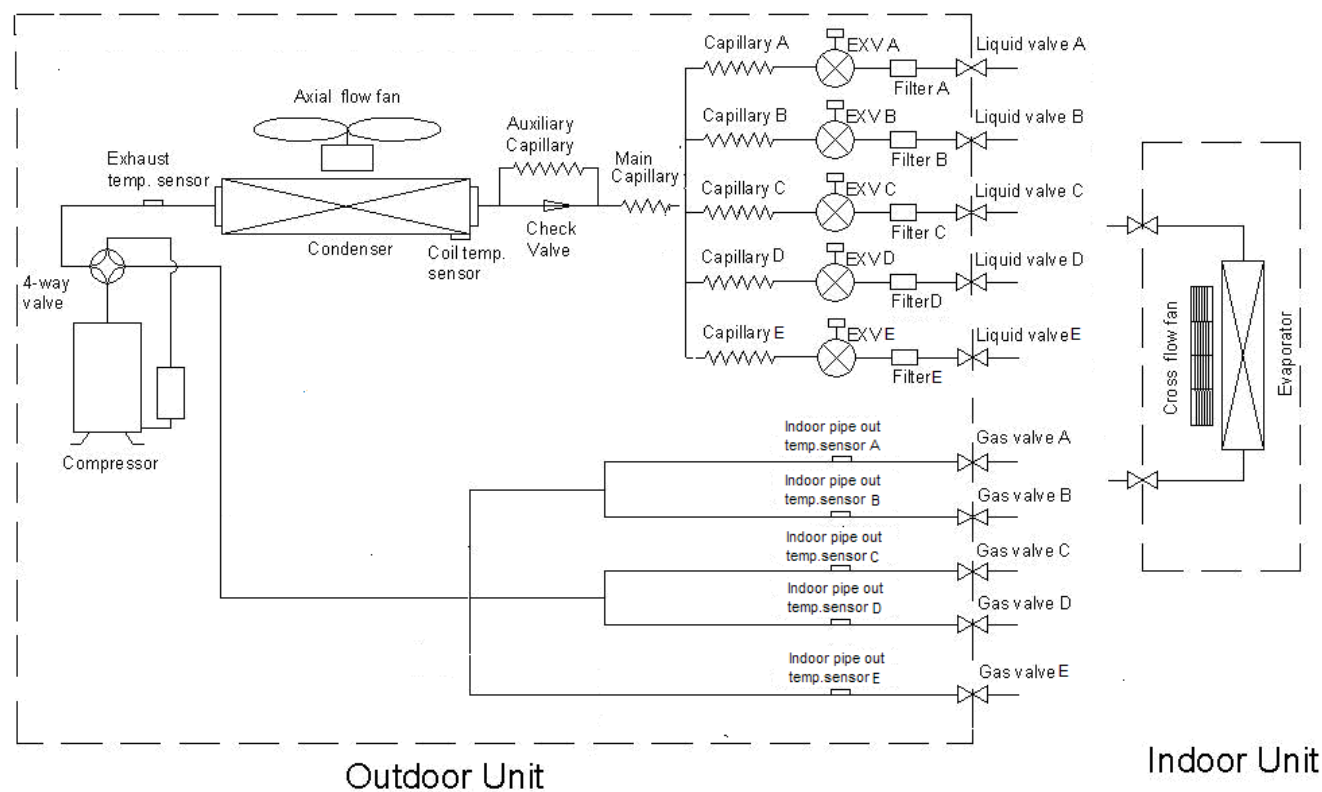 Capillary A
EXV A
Liquid valve A
Filter A
Axial flow fan
Capillary B
EXV B
Liquid valve B
Filter B
Auxiliary
Capillary
Exhaust
temp. sensor
Main
Capillary
Capillary C
EXV C
Liquid valve C
Filter C
Condenser
Coil temp.
sensor
Check
Valve
Capillary D
EXV D
Liquid valve D
Filter D
4-way
valve
Capillary E
EXV E
Liquid valve E
Filter E
Cross flow fan
Evaporator
Compressor
Indoor pipe out
temp.sensor A
Gas valve A
Indoor pipe out
temp.sensor B
Gas valve B
Indoor pipe out
temp.sensor C
Gas valve C
Indoor pipe out
temp.sensor D
Gas valve D
Indoor pipe out
temp.sensor E
Gas valve E
Outdoor Unit
Indoor Unit